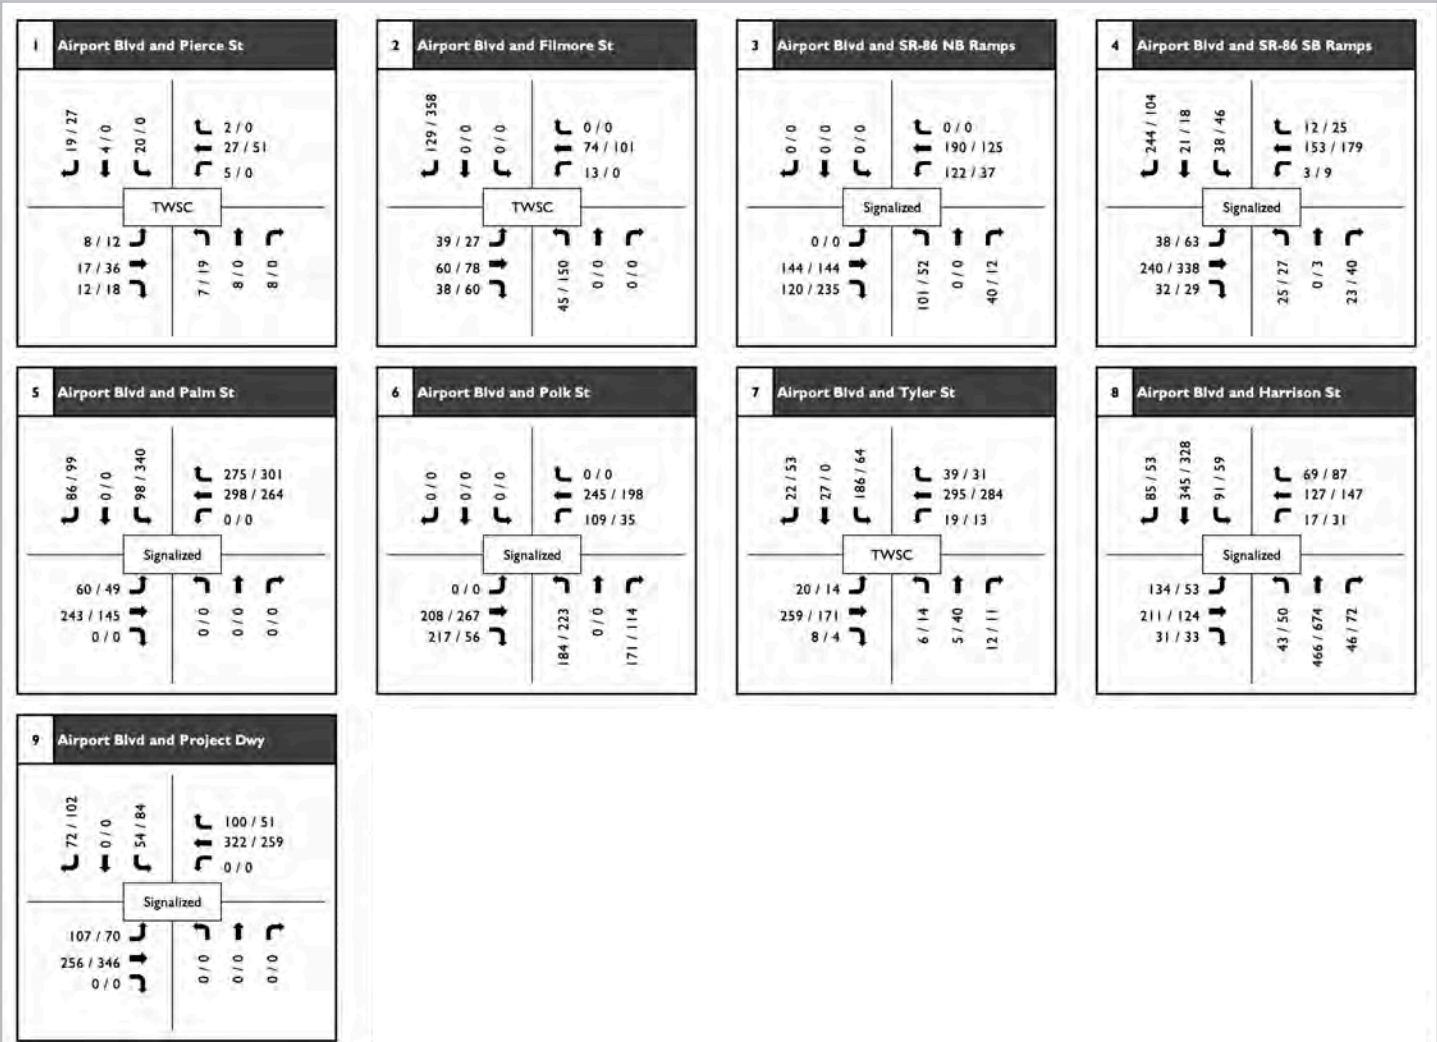 1 Airport Blvd and Pierce St
19 / 27
4 / 0
20 / 0
2 / 0
27 / 51
5 / 0
TWSC
8 / 12
17 / 36
12 / 18
7 / 19
8 / 0
8 / 0
2 Airport Blvd and Filmore St
129 / 358
0 / 0
0 / 0
0 / 0
74 / 101
13 / 0
TWSC
39 / 27
60 / 78
38 / 60
45 / 150
0 / 0
0 / 0
3 Airport Blvd and SR-86 NB Ramps
0 / 0
0 / 0
0 / 0
0 / 0
190 / 125
122 / 37
Signalized
0 / 0
144 / 144
120 / 235
101 / 52
0 / 0
40 / 12
4 Airport Blvd and SR-86 SB Ramps
244 / 104
21 / 18
38 / 46
12 / 25
153 / 179
3 / 9
Signalized
38 / 63
240 / 338
32 / 29
25 / 27
0 / 3
23 / 40
5 Airport Blvd and Palm St
86 / 99
0 / 0
98 / 340
275 / 301
298 / 264
0 / 0
Signalized
60 / 49
243 / 145
0 / 0
0 / 0
0 / 0
0 / 0
6 Airport Blvd and Polk St
0 / 0
0 / 0
0 / 0
0 / 0
245 / 198
109 / 35
Signalized
0 / 0
208 / 267
217 / 56
184 / 223
0 / 0
171 / 114
7 Airport Blvd and Tyler St
22 / 53
27 / 0
186 / 64
39 / 31
295 / 284
19 / 13
TWSC
20 / 14
259 / 171
8 / 4
6 / 14
5 / 40
12 / 11
8 Airport Blvd and Harrison St
85 / 53
345 / 328
91 / 59
69 / 87
127 / 147
17 / 31
Signalized
134 / 53
211 / 124
31 / 33
43 / 50
466 / 674
46 / 72
9 Airport Blvd and Project Dwy
72 / 102
0 / 0
54 / 84
100 / 51
322 / 259
0 / 0
Signalized
107 / 70
256 / 346
0 / 0
0 / 0
0 / 0
0 / 0